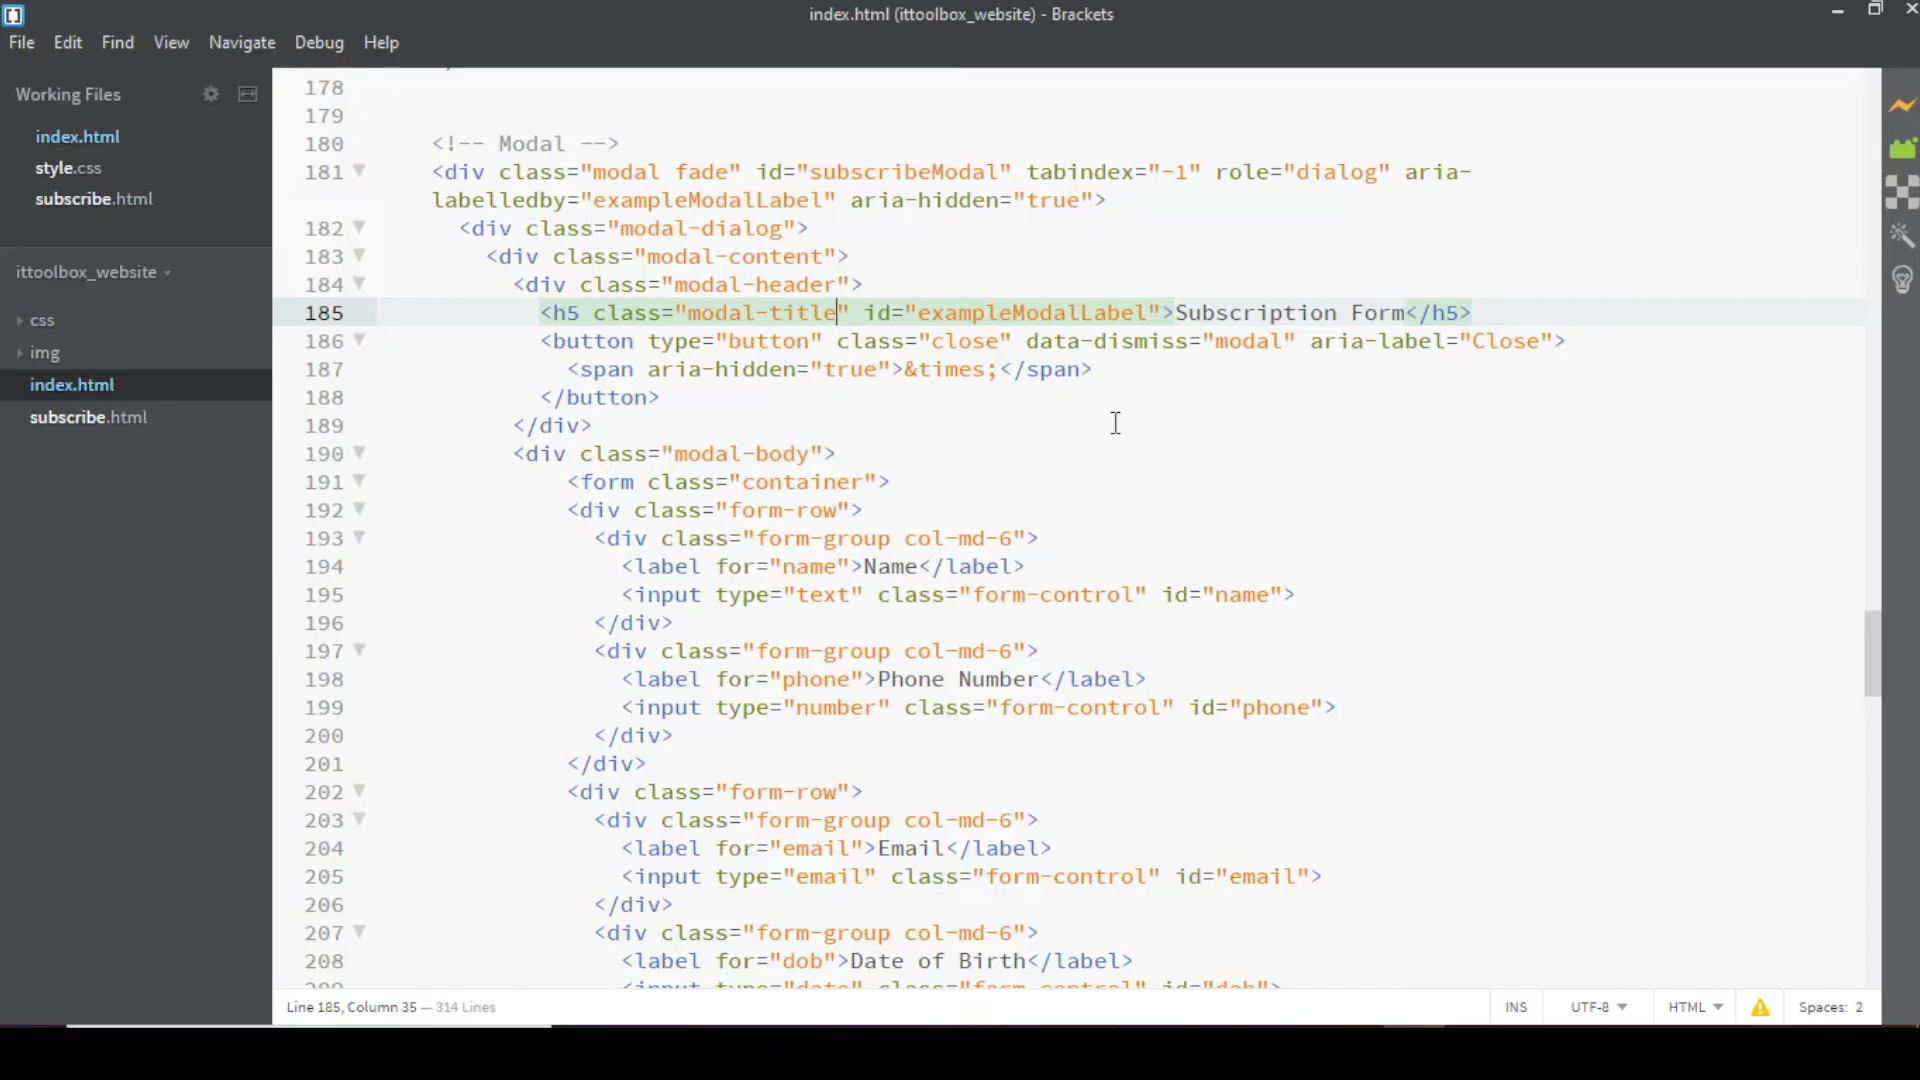 index.html (ittoolbox_website) - Brackets
File Edit Find View Navigate Debug Help
Working Files
index.html
style.css
subscribe.html
ittoolbox_website
css
img
index.html
subscribe.html
178
179
180 <!-- Modal -->
181 <div class="modal fade" id="subscribeModal" tabindex="-1" role="dialog" aria-
labelledby="exampleModalLabel" aria-hidden="true">
182 <div class="modal-dialog">
183 <div class="modal-content">
184 <div class="modal-header">
185 <h5 class="modal-title" id="exampleModalLabel">Subscription Form</h5>
186 <button type="button" class="close" data-dismiss="modal" aria-label="Close">
187 <span aria-hidden="true">&times;</span>
188 </button>
189 </div>
190 <div class="modal-body">
191 <form class="container">
192 <div class="form-row">
193 <div class="form-group col-md-6">
194 <label for="name">Name</label>
195 <input type="text" class="form-control" id="name">
196 </div>
197 <div class="form-group col-md-6">
198 <label for="phone">Phone Number</label>
199 <input type="number" class="form-control" id="phone">
200 </div>
201 </div>
202 <div class="form-row">
203 <div class="form-group col-md-6">
204 <label for="email">Email</label>
205 <input type="email" class="form-control" id="email">
206 </div>
207 <div class="form-group col-md-6">
208 <label for="dob">Date of Birth</label>
209 <input type="date" class="form-control" id="dob">
Line 185, Column 35 — 314 Lines
INS UTF-8 HTML Spaces: 2